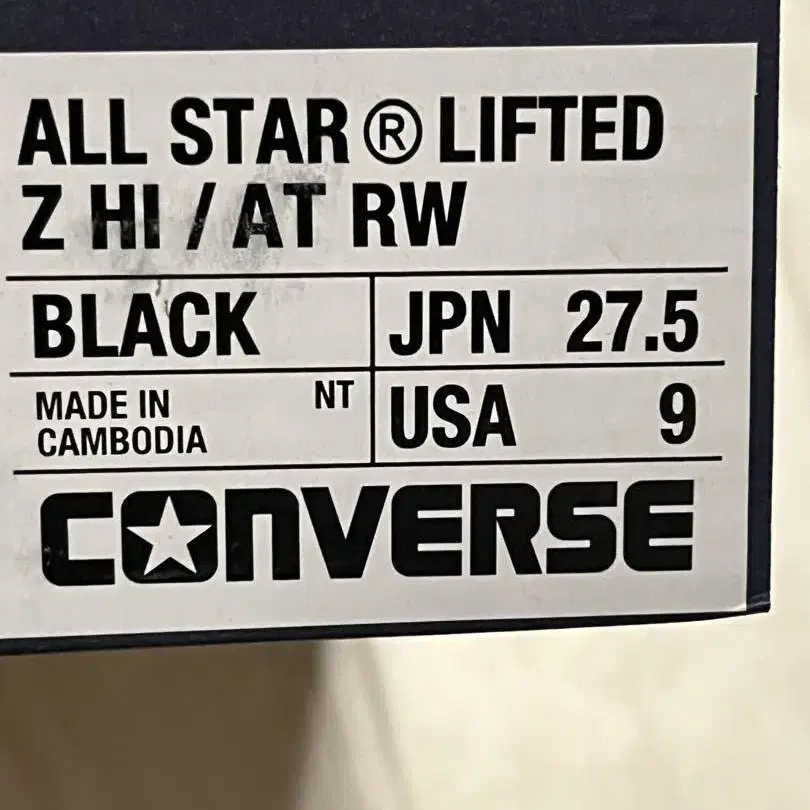 ALL STAR® LIFTED
Z HI / AT RW
BLACK
JPN 27.5
MADE IN
CAMBODIA
NT
USA 9
CONVERSE